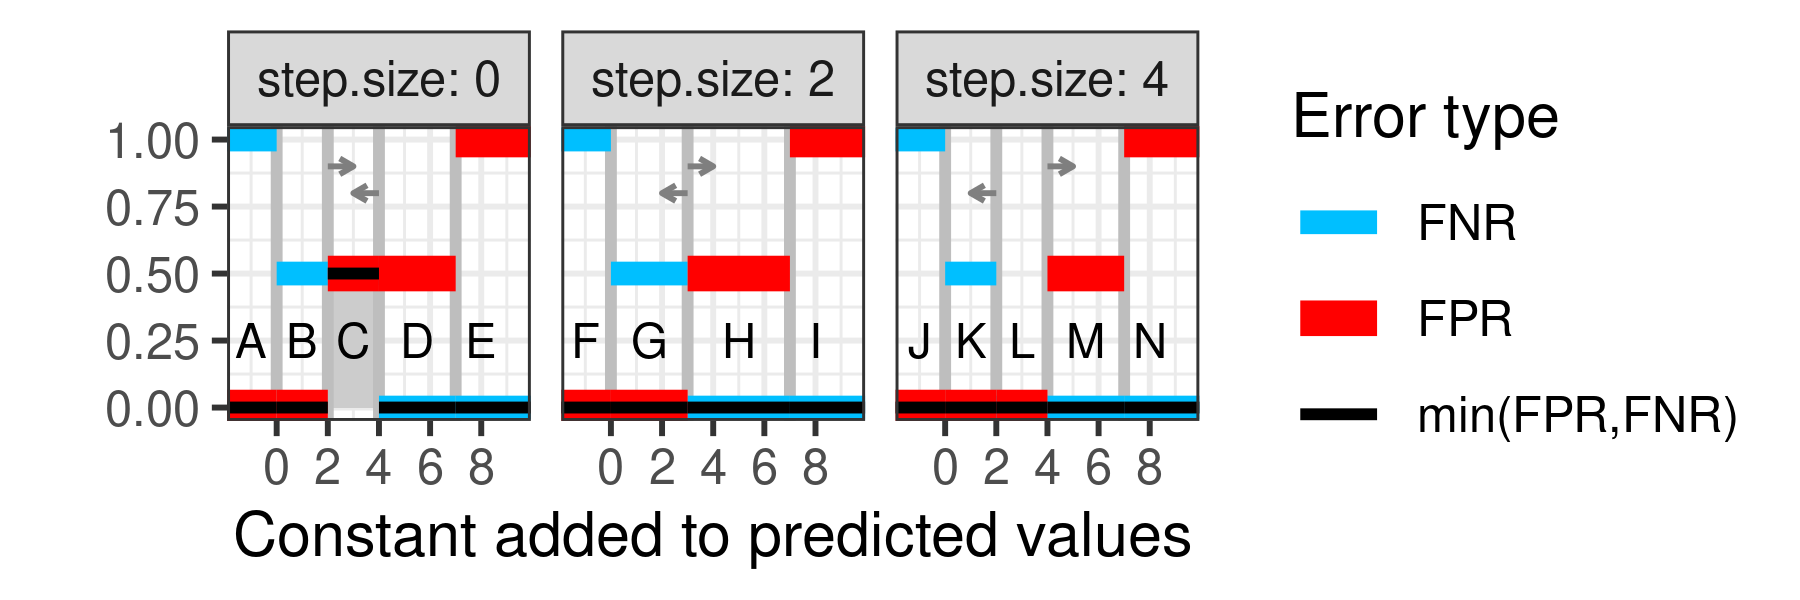 step.size: 0 step.size: 2 step.size: 4
Error type
1.00
0.75
0.50
0.25
0.00
FNR
FPR
min(FPR,FNR)
A B C D E F G H I J K L M N
0 2 4 6 8 0 2 4 6 8 0 2 4 6 8
Constant added to predicted values